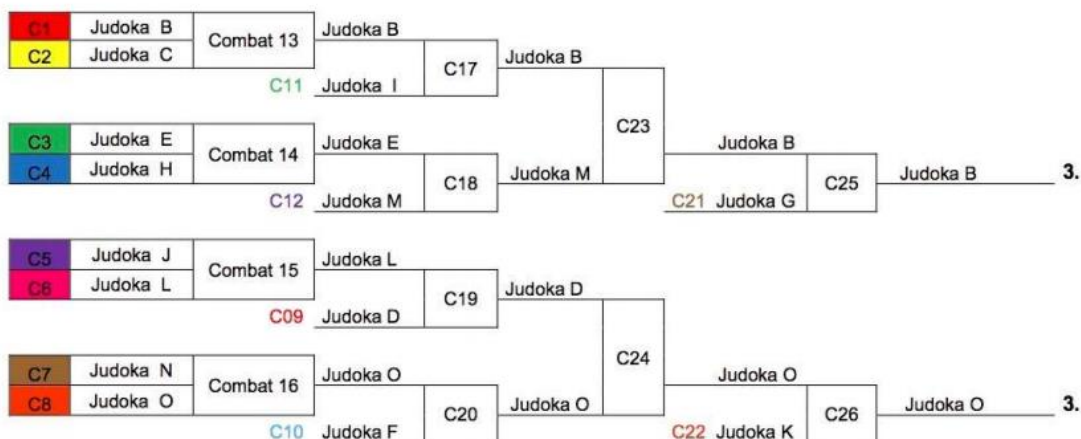 C1 Judoka B Combat 13 Judoka B
C2 Judoka C C17 Judoka B
C11 Judoka I
C23
C3 Judoka E Combat 14 Judoka E Judoka B
C4 Judoka H C18 Judoka M C25 Judoka B 3.
C12 Judoka M C21 Judoka G
C5 Judoka J Combat 15 Judoka L
C6 Judoka L C19 Judoka D
C09 Judoka D
C24
C7 Judoka N Combat 16 Judoka O Judoka O
C8 Judoka O C20 Judoka O C26 Judoka O 3.
C10 Judoka F C22 Judoka K